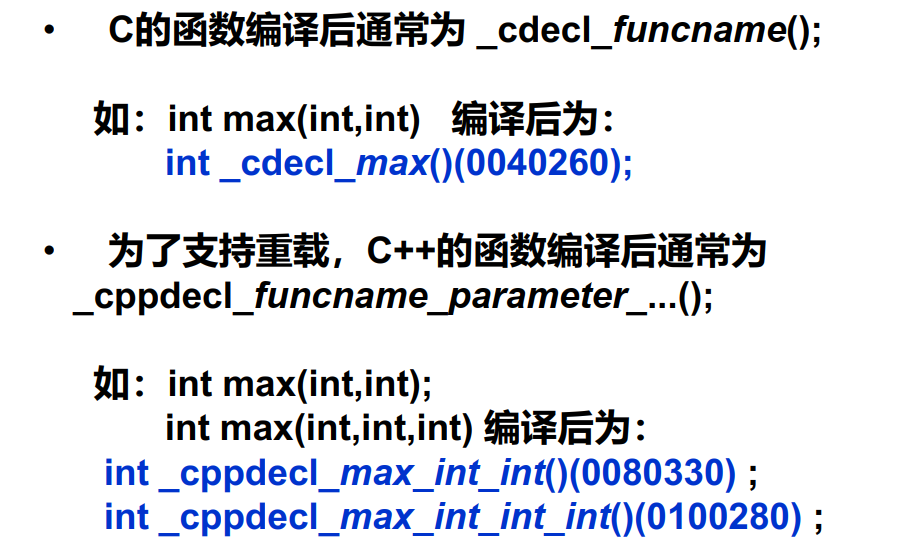 • C的函数编译后通常为 _cdecl_funcname();
如：int max(int,int) 编译后为：
int _cdecl_max()(0040260);
• 为了支持重载，C++的函数编译后通常为
_cppdecl_funcname_parameter_...();
如：int max(int,int);
int max(int,int,int) 编译后为：
int _cppdecl_max_int_int()(0080330) ;
int _cppdecl_max_int_int_int()(0100280) ;